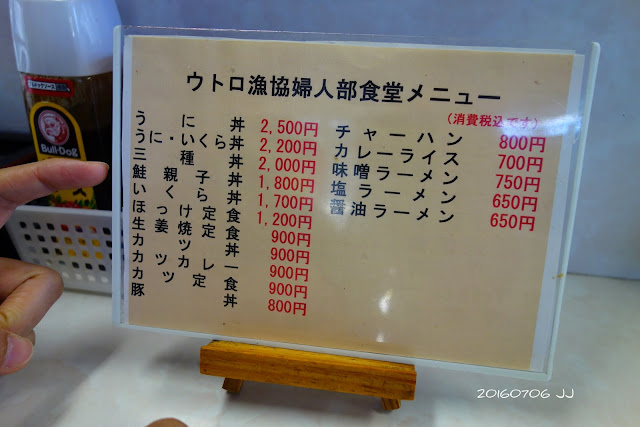 ウトロ漁協婦人部食堂メニュー
(消費税込です)
うに丼 2,500円
うに・いくら丼 2,200円
三種丼 2,000円
鮭親子丼 1,800円
いくら丼 1,700円
ほっけ定食 1,200円
生姜焼定食 900円
カツ丼 900円
カツカレー 900円
カツ定食 900円
豚丼 800円
チャーハン 800円
カレーライス 700円
味噌ラーメン 750円
塩ラーメン 650円
醤油ラーメン 650円
Bull-Dog
20160706 JJ